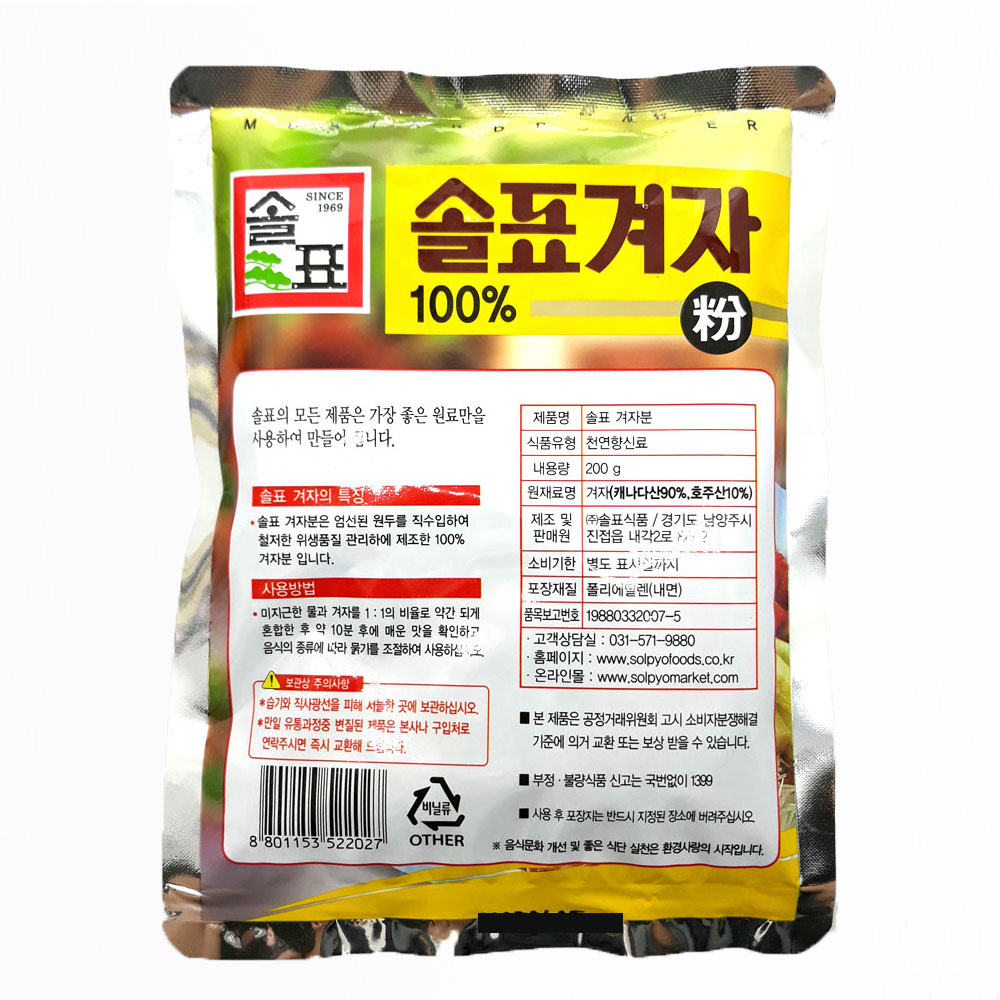 SINCE
1969
솔표
솔표겨자
100%
粉
솔표의 모든 제품은 가장 좋은 원료만을
사용하여
솔표 겨자의 특징
• 솔표 겨자분은 엄선된 원두를 직수입하여
철저한 위생품질 관리하에 제조한 100%
겨자분 입니다.
사용방법
• 미지근한 물과 겨자를 1 : 1의 비율로 약간 되게
혼합한 후 약 10분 후에 매운 맛을 확인하고
음식의 종류에 따라 묽기를 조절하여 사용하십시오.
보관상 주의사항
*습기와 직사광선을 피해 서늘한 곳에 보관하십시오.
*만일 유통과정중 변질된 제품은 본사나 구입처로
연락주시면 즉시 교환해 드립니다.
8 801153 522027
비닐류
OTHER
제품명 솔표 겨자분
식품유형 천연향신료
내용량 200 g
원재료명 겨자(캐나다산90%,호주산10%)
제조 및 판매원 ㈜솔표식품 / 경기도 남양주시
진접읍 내각2로
소비기한 별도 표시일까지
포장재질 폴리에틸렌(내면)
품목보고번호 19880332007-5
· 고객상담실 : 031-571-9880
· 홈페이지 : www.solpyofoods.co.kr
· 온라인몰 : www.solpyomarket.com
■ 본 제품은 공정거래위원회 고시 소비자분쟁해결
기준에 의거 교환 또는 보상 받을 수 있습니다.
■ 부정 · 불량식품 신고는 국번없이 1399
■ 사용 후 포장지는 반드시 지정된 장소에 버려주십시오
※ 음식문화 개선 및 좋은 식단 실천은 환경사랑의 시작입니다.